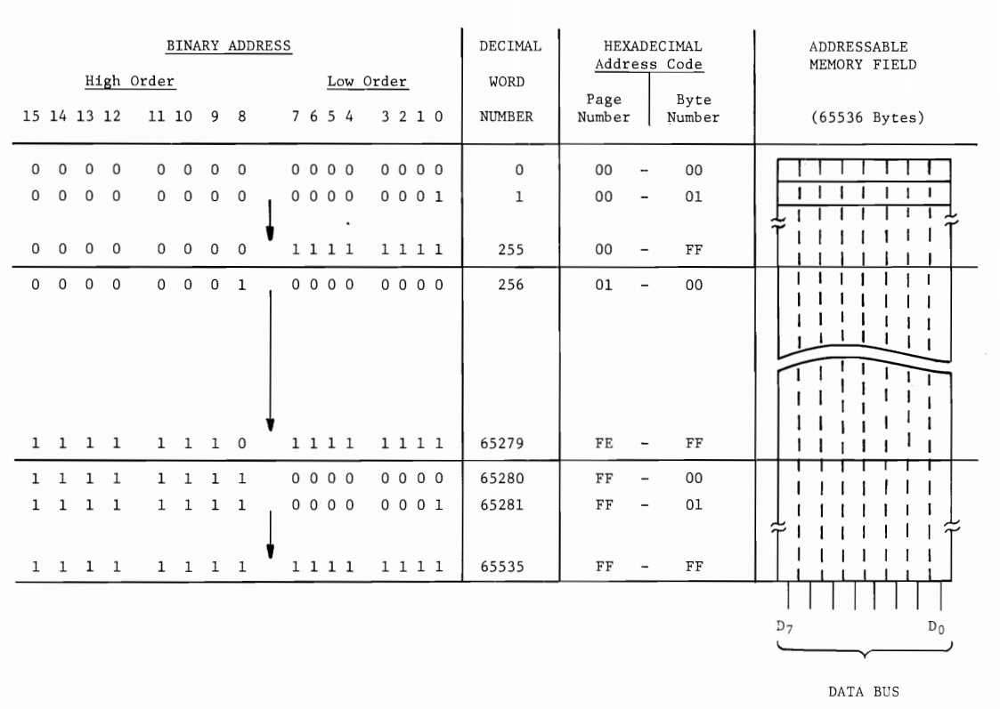 BINARY ADDRESS DECIMAL HEXADECIMAL ADDRESSABLE
Address Code MEMORY FIELD
High Order Low Order WORD
Page Byte
15 14 13 12 11 10 9 8 7 6 5 4 3 2 1 0 NUMBER Number Number (65536 Bytes)
0 0 0 0 0 0 0 0 0 0 0 0 0 0 0 0 0 00 - 00
0 0 0 0 0 0 0 0 0 0 0 0 0 0 0 1 1 00 - 01
0 0 0 0 0 0 0 0 1 1 1 1 1 1 1 1 255 00 - FF
0 0 0 0 0 0 0 1 0 0 0 0 0 0 0 0 256 01 - 00
1 1 1 1 1 1 1 0 1 1 1 1 1 1 1 1 65279 FE - FF
1 1 1 1 1 1 1 1 0 0 0 0 0 0 0 0 65280 FF - 00
1 1 1 1 1 1 1 1 0 0 0 0 0 0 0 1 65281 FF - 01
1 1 1 1 1 1 1 1 1 1 1 1 1 1 1 1 65535 FF - FF
D7 D0
DATA BUS